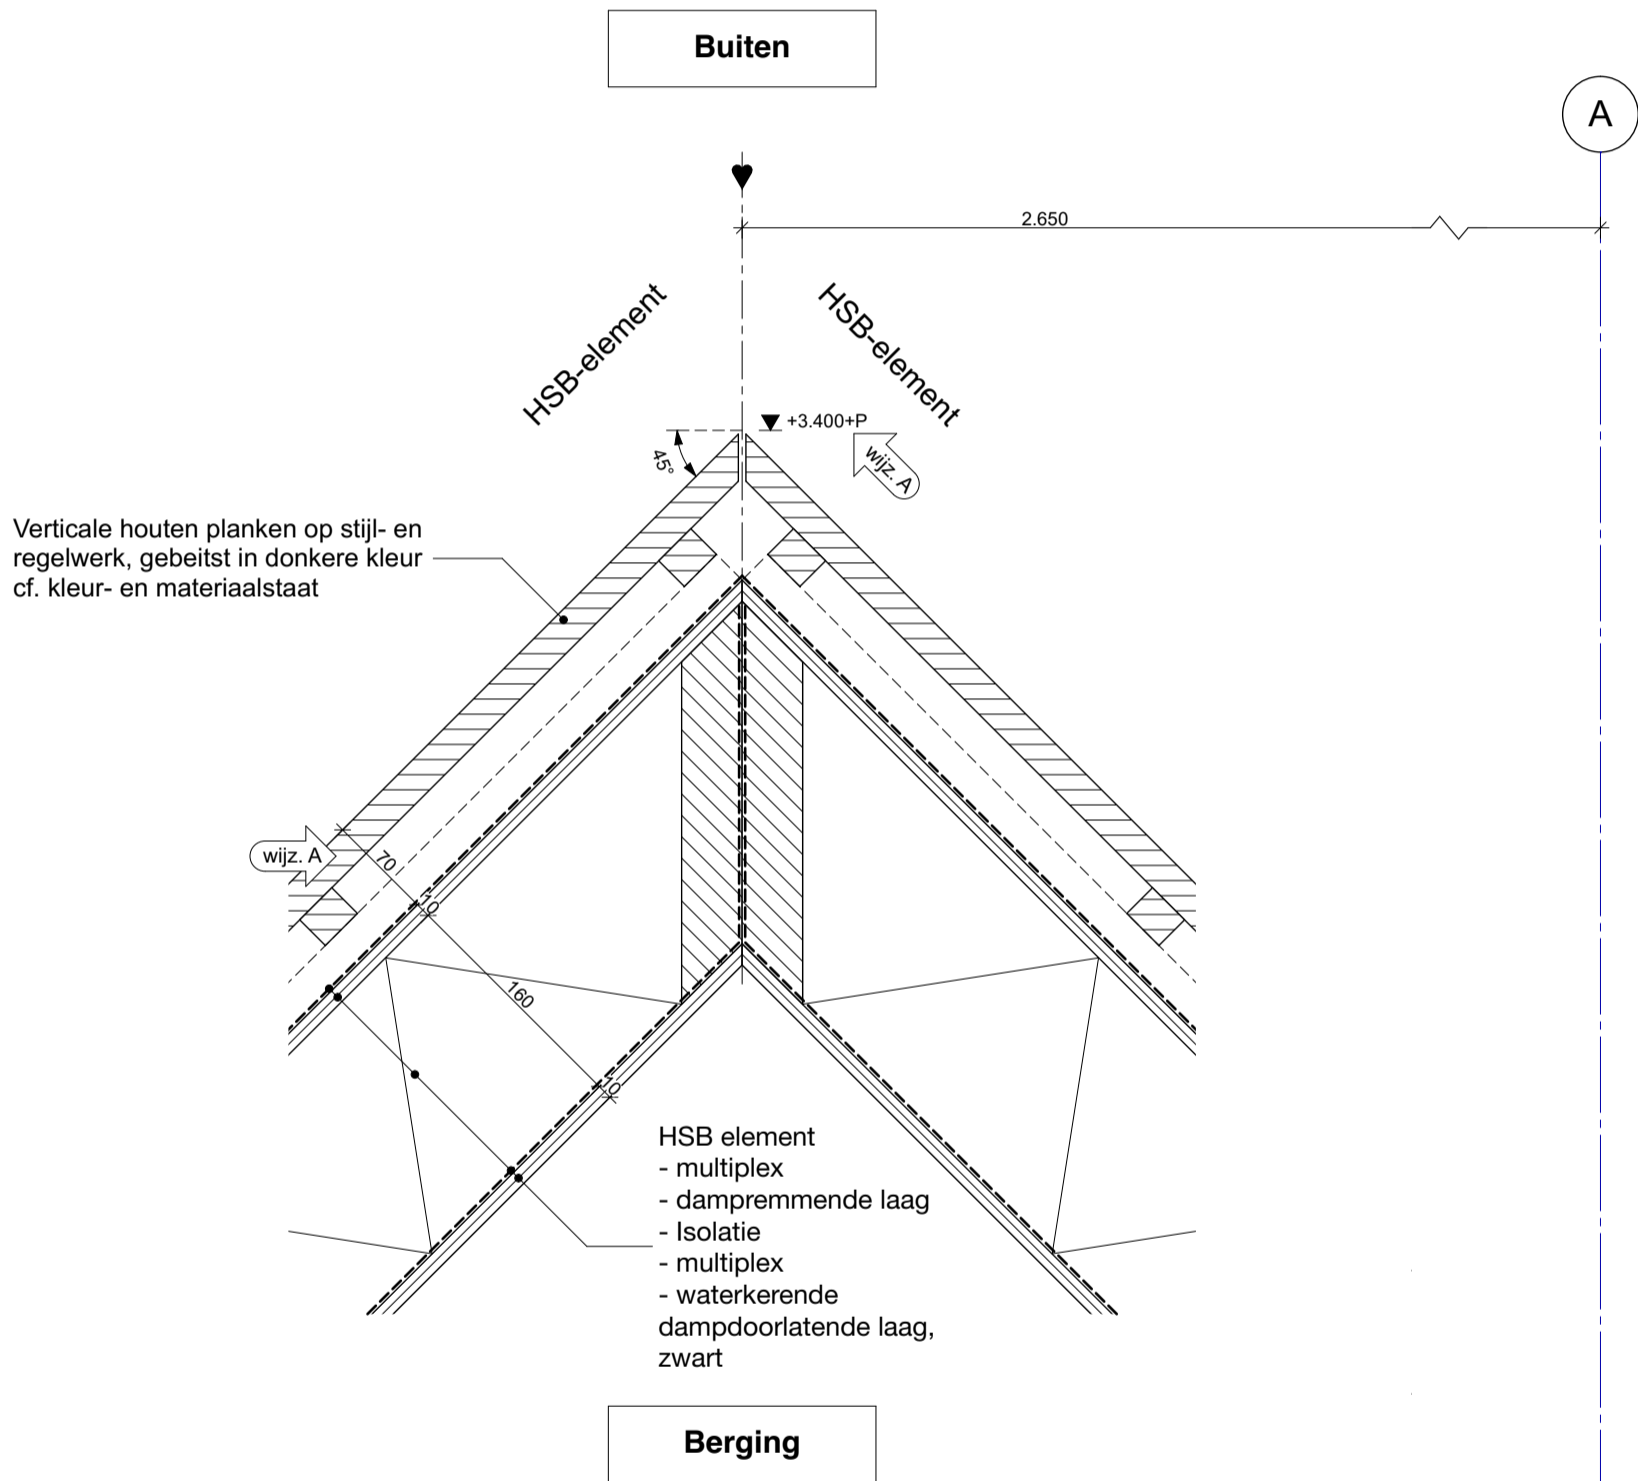 Buiten
A
2.650
HSB-element
HSB-element
+3.400+P
45°
wijz. A
Verticale houten planken op stijl- en
regelwerk, gebeitst in donkere kleur
cf. kleur- en materiaalstaat
wijz. A
70
10
160
10
HSB element
- multiplex
- dampremmende laag
- Isolatie
- multiplex
- waterkerende
dampdoorlatende laag,
zwart
Berging